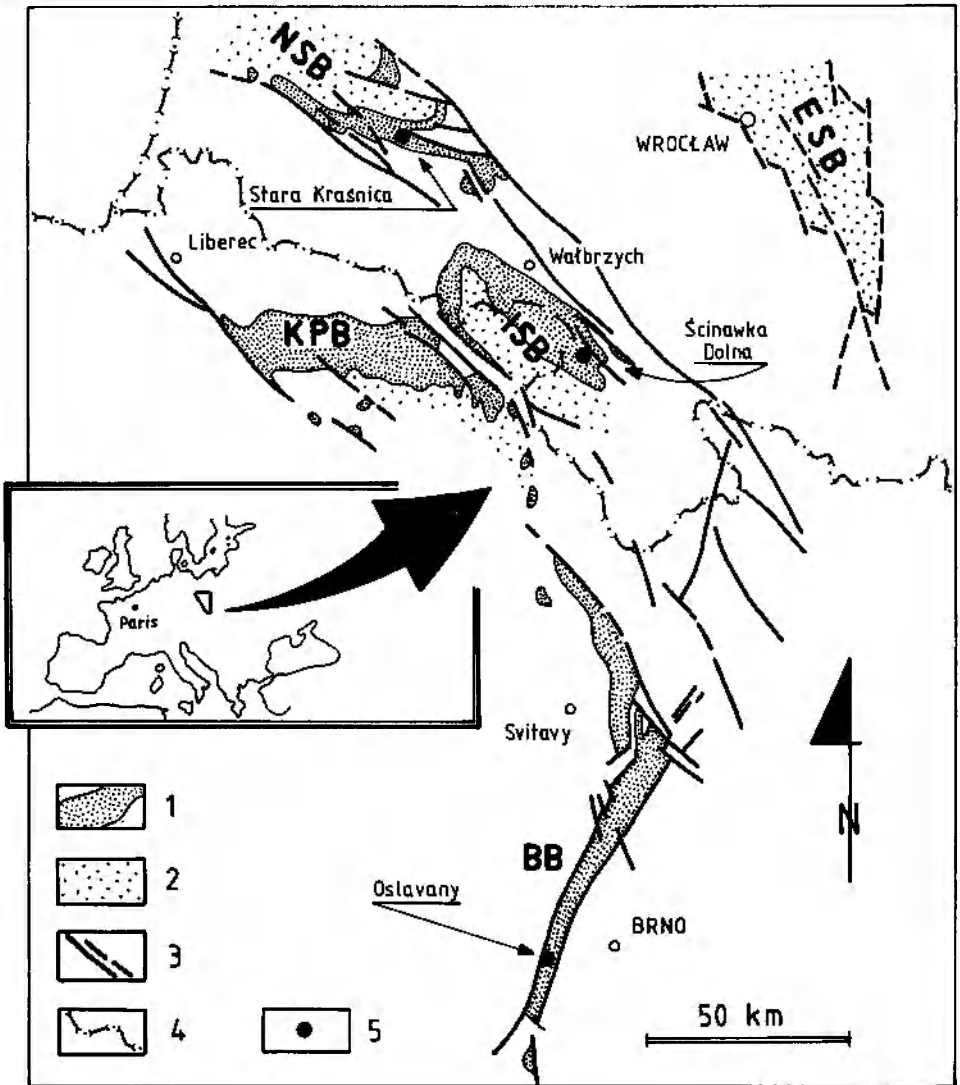 NSB
ESB
WROCŁAW
Stara Kraśnica
Liberec
Wałbrzych
KPB
ISB
Ścinawka
Dolna
Paris
Svitavy
1
2
BB
N
Oslavany
3
BRNO
4
5
50 km